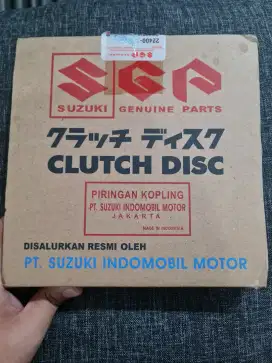 22400-
SGP
SUZUKI GENUINE PARTS
クラッチ ディスク
CLUTCH DISC
PIRINGAN KOPLING
PT. SUZUKI INDOMOBIL MOTOR
JAKARTA
MADE IN INDONESIA
DISALURKAN RESMI OLEH
PT. SUZUKI INDOMOBIL MOTOR